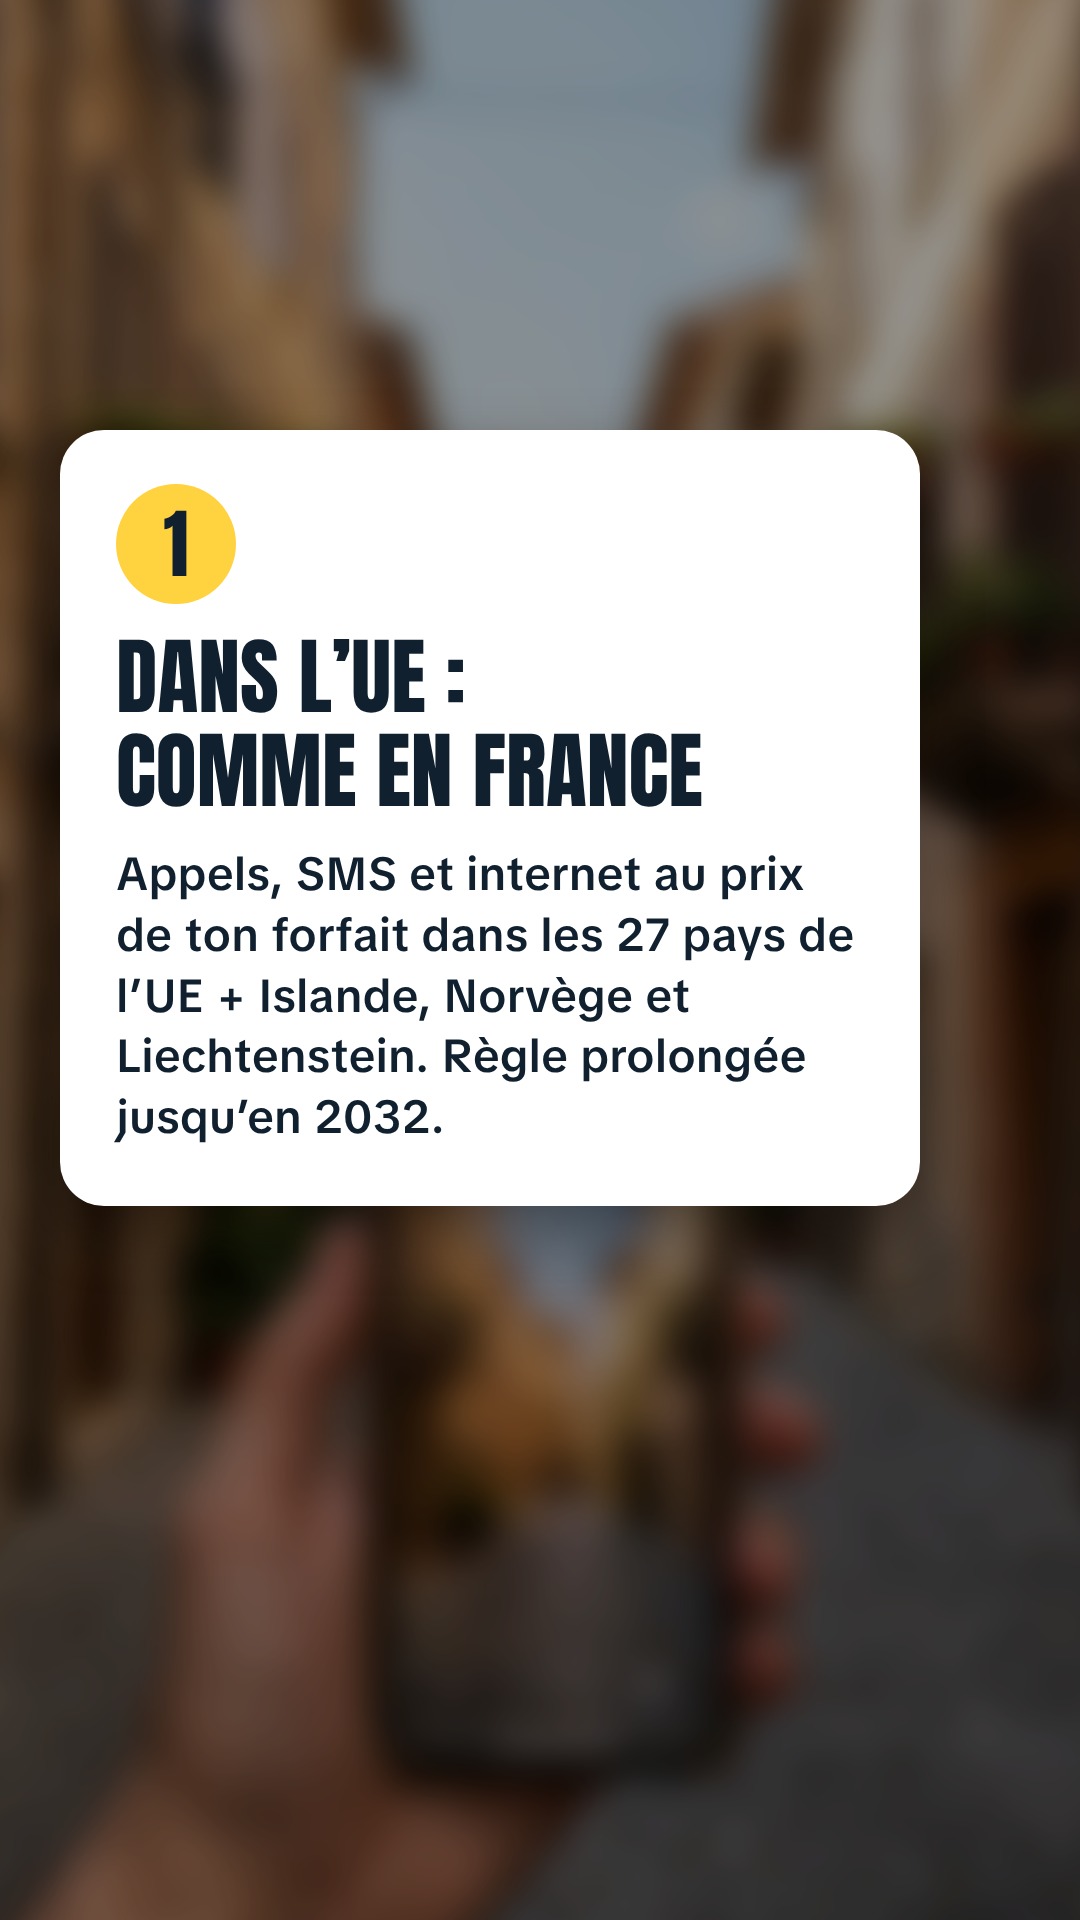 1
DANS L’UE :
COMME EN FRANCE
Appels, SMS et internet au prix
de ton forfait dans les 27 pays de
l’UE + Islande, Norvège et
Liechtenstein. Règle prolongée
jusqu’en 2032.